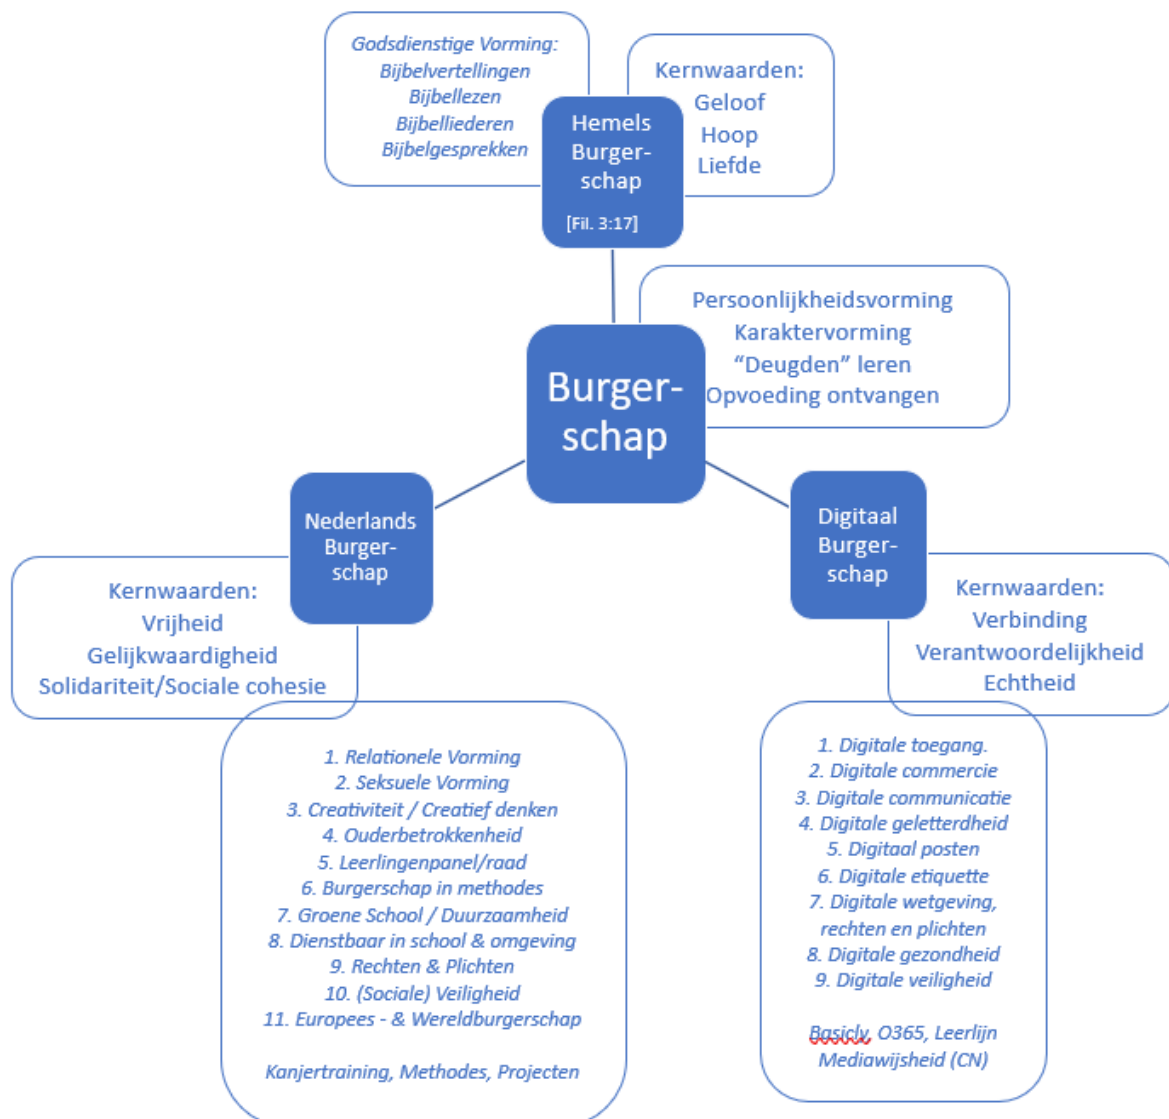 Godsdienstige Vorming:
Bijbelvertellingen
Bijbellezen
Bijbelliederen
Bijbelgesprekken
Kernwaarden:
Geloof
Hoop
Liefde
Hemels
Burger-
schap
[Fil. 3:17]
Persoonlijkheidsvorming
Karaktervorming
“Deugden” leren
Opvoeding ontvangen
Burger-
schap
Nederlands
Burger-
schap
Kernwaarden:
Vrijheid
Gelijkwaardigheid
Solidariteit/Sociale cohesie
1. Relationele Vorming
2. Seksuele Vorming
3. Creativiteit / Creatief denken
4. Ouderbetrokkenheid
5. Leerlingenpanel/raad
6. Burgerschap in methodes
7. Groene School / Duurzaamheid
8. Dienstbaar in school & omgeving
9. Rechten & Plichten
10. (Sociale) Veiligheid
11. Europees - & Wereldburgerschap
Kanjertraining, Methodes, Projecten
Digitaal
Burger-
schap
Kernwaarden:
Verbinding
Verantwoordelijkheid
Echtheid
1. Digitale toegang.
2. Digitale commercie
3. Digitale communicatie
4. Digitale geletterdheid
5. Digitaal posten
6. Digitale etiquette
7. Digitale wetgeving,
rechten en plichten
8. Digitale gezondheid
9. Digitale veiligheid
Basicly, O365, Leerlijn
Mediawijsheid (CN)